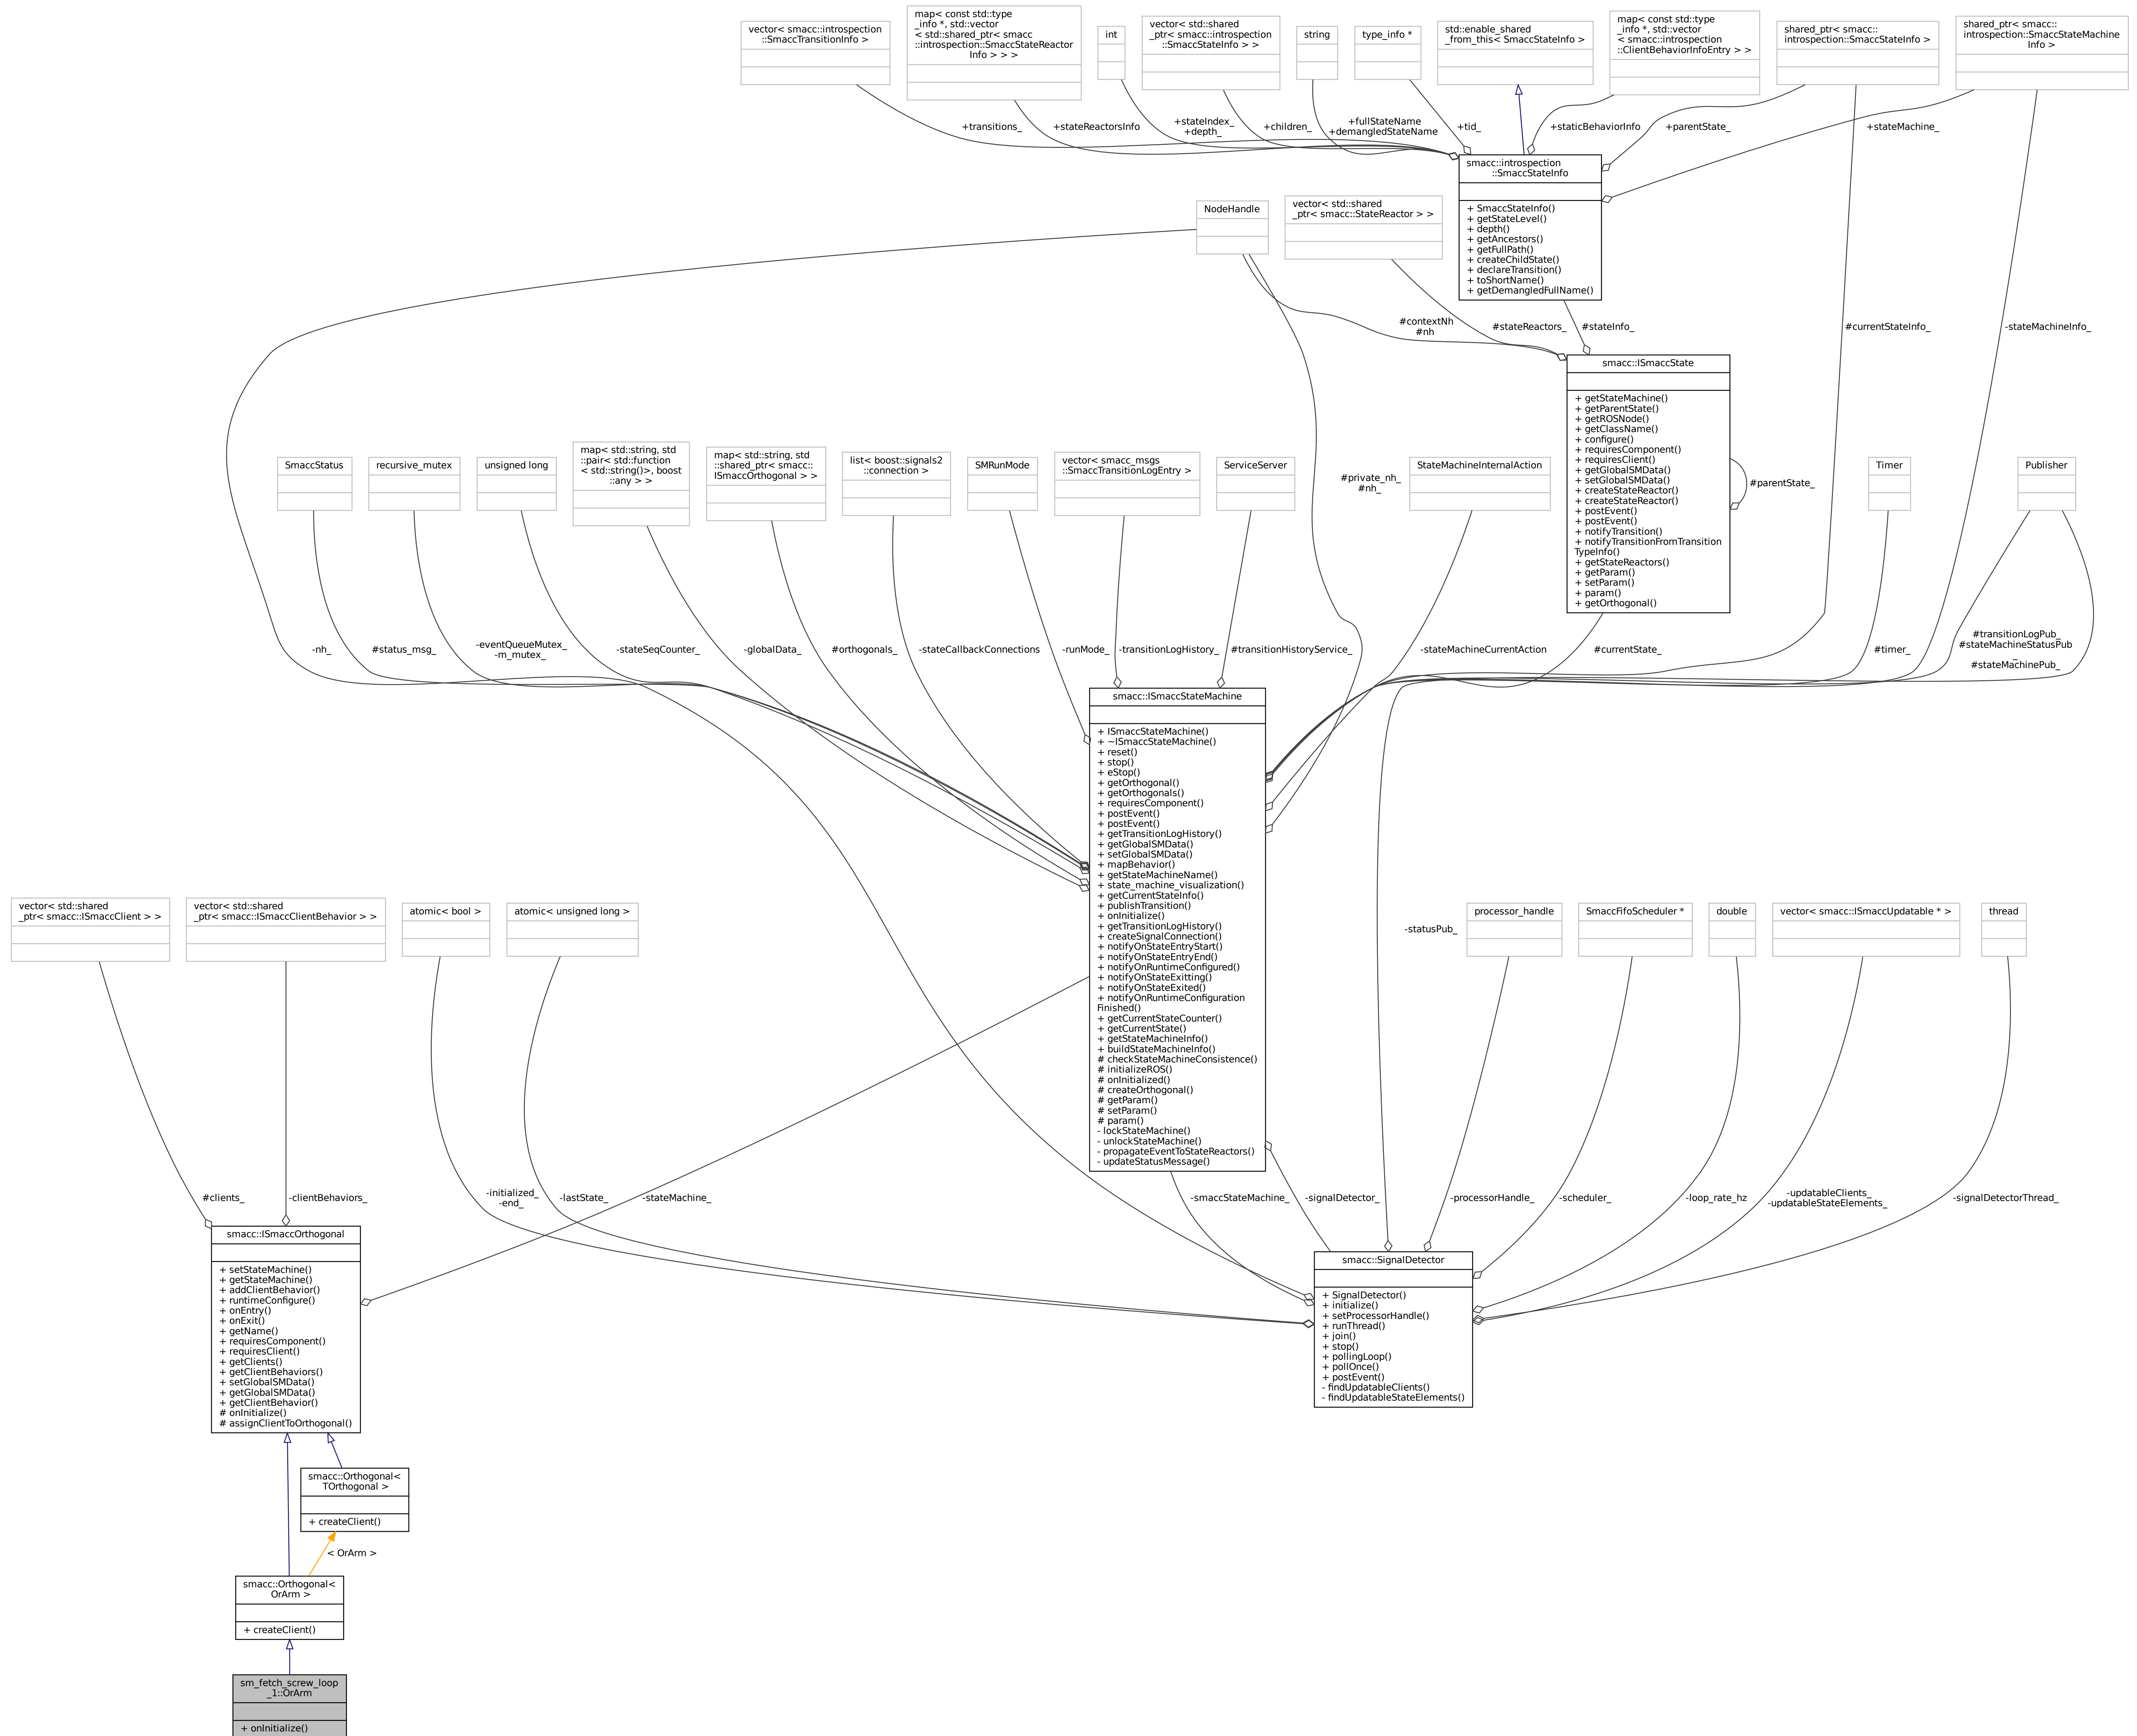 vector< smacc::introspection
::SmaccTransitionInfo >
map< const std::type
_info *, std::vector
< std::shared_ptr< smacc
::introspection::SmaccStateReactor
Info > > >
int
vector< std::shared
_ptr< smacc::introspection
::SmaccStateInfo > >
string
type_info *
std::enable_shared
_from_this< SmaccStateInfo >
map< const std::type
_info *, std::vector
< smacc::introspection
::ClientBehaviorInfoEntry > >
shared_ptr< smacc::
introspection::SmaccStateInfo >
shared_ptr< smacc::
introspection::SmaccStateMachine
Info >
+transitions_
+stateReactorsInfo
+stateIndex_
+depth_
+children_
+fullStateName
+demangledStateName
+tid_
+staticBehaviorInfo
+parentState_
+stateMachine_
smacc::introspection
::SmaccStateInfo
+ SmaccStateInfo()
+ getStateLevel()
+ depth()
+ getAncestors()
+ getFullPath()
+ createChildState()
+ declareTransition()
+ toShortName()
+ getDemangledFullName()
NodeHandle
vector< std::shared
_ptr< smacc::StateReactor > >
#contextNh
#nh
#stateReactors_
#stateInfo_
#currentStateInfo_
-stateMachineInfo_
smacc::ISmaccState
+ getStateMachine()
+ getParentState()
+ getROSNode()
+ getClassName()
+ configure()
+ requiresComponent()
+ requiresClient()
+ getGlobalSMData()
+ setGlobalSMData()
+ createStateReactor()
+ createStateReactor()
+ postEvent()
+ postEvent()
+ notifyTransition()
+ notifyTransitionFromTransition
TypeInfo()
+ getStateReactors()
+ getParam()
+ setParam()
+ param()
+ getOrthogonal()
#parentState_
SmaccStatus
recursive_mutex
unsigned long
map< std::string, std
::pair< std::function
< std::string()>, boost
::any > >
map< std::string, std
::shared_ptr< smacc::
ISmaccOrthogonal > >
list< boost::signals2
::connection >
SMRunMode
vector< smacc_msgs
::SmaccTransitionLogEntry >
ServiceServer
#private_nh_
#nh_
StateMachineInternalAction
Timer
Publisher
-nh_
#status_msg_
-eventQueueMutex_
-m_mutex_
-stateSeqCounter_
-globalData_
#orthogonals_
-stateCallbackConnections
-runMode_
-transitionLogHistory_
#transitionHistoryService_
-stateMachineCurrentAction
#currentState_
#timer_
#transitionLogPub_
#stateMachineStatusPub
_
#stateMachinePub_
smacc::ISmaccStateMachine
+ ISmaccStateMachine()
+ ~ISmaccStateMachine()
+ reset()
+ stop()
+ eStop()
+ getOrthogonal()
+ getOrthogonals()
+ requiresComponent()
+ postEvent()
+ postEvent()
+ getTransitionLogHistory()
+ getGlobalSMData()
+ setGlobalSMData()
+ mapBehavior()
+ getStateMachineName()
+ state_machine_visualization()
+ getCurrentStateInfo()
+ publishTransition()
+ onInitialize()
+ getTransitionLogHistory()
+ createSignalConnection()
+ notifyOnStateEntryStart()
+ notifyOnStateEntryEnd()
+ notifyOnRuntimeConfigured()
+ notifyOnStateExitting()
+ notifyOnStateExited()
+ notifyOnRuntimeConfiguration
Finished()
+ getCurrentStateCounter()
+ getCurrentState()
+ getStateMachineInfo()
+ buildStateMachineInfo()
# checkStateMachineConsistence()
# initializeROS()
# onInitialized()
# createOrthogonal()
# getParam()
# setParam()
# param()
- lockStateMachine()
- unlockStateMachine()
- propagateEventToStateReactors()
- updateStatusMessage()
vector< std::shared
_ptr< smacc::ISmaccClient > >
vector< std::shared
_ptr< smacc::ISmaccClientBehavior > >
atomic< bool >
atomic< unsigned long >
-statusPub_
processor_handle
SmaccFifoScheduler *
double
vector< smacc::ISmaccUpdatable * >
thread
#clients_
-clientBehaviors_
-initialized_
-end_
-lastState_
-stateMachine_
-smaccStateMachine_
-signalDetector_
-processorHandle_
-scheduler_
-loop_rate_hz
-updatableClients_
-updatableStateElements_
-signalDetectorThread_
smacc::ISmaccOrthogonal
+ setStateMachine()
+ getStateMachine()
+ addClientBehavior()
+ runtimeConfigure()
+ onEntry()
+ onExit()
+ getName()
+ requiresComponent()
+ requiresClient()
+ getClients()
+ getClientBehaviors()
+ setGlobalSMData()
+ getGlobalSMData()
+ getClientBehavior()
# onInitialize()
# assignClientToOrthogonal()
smacc::SignalDetector
+ SignalDetector()
+ initialize()
+ setProcessorHandle()
+ runThread()
+ join()
+ stop()
+ pollingLoop()
+ pollOnce()
+ postEvent()
- findUpdatableClients()
- findUpdatableStateElements()
smacc::Orthogonal<
TOrthogonal >
+ createClient()
< OrArm >
smacc::Orthogonal<
OrArm >
+ createClient()
sm_fetch_screw_loop
_1::OrArm
+ onInitialize()